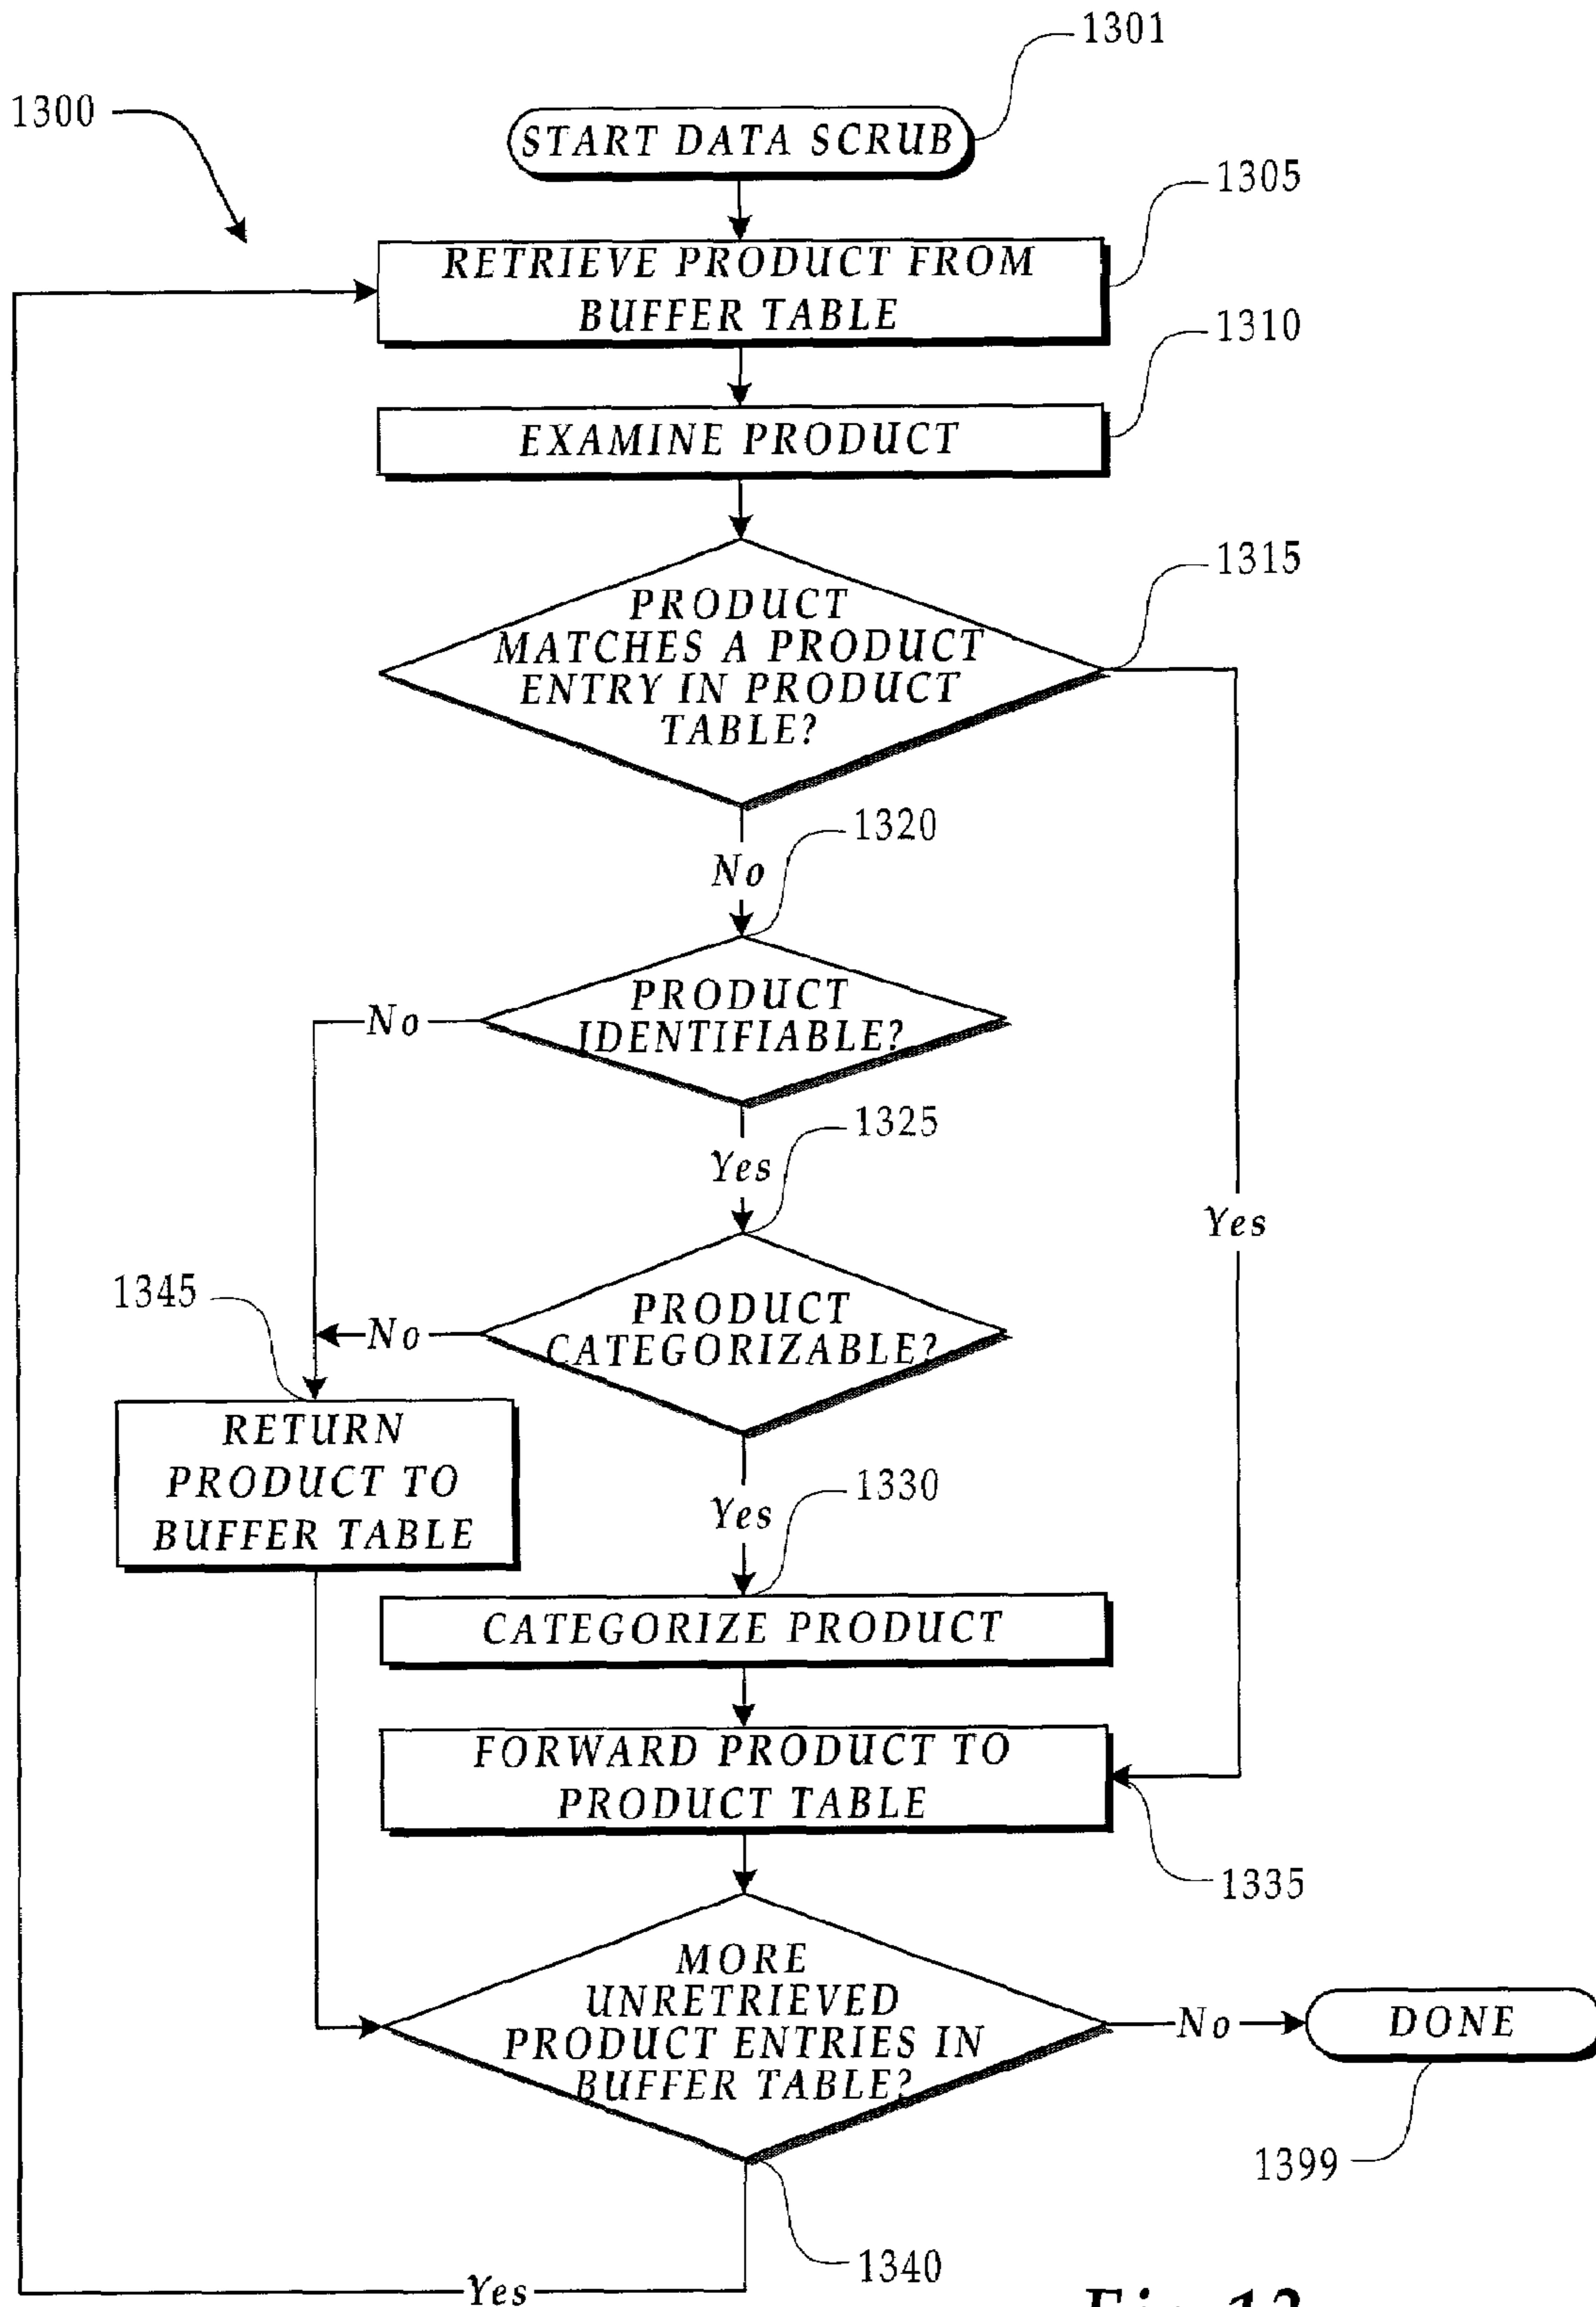 1301
1300
START DATA SCRUB
1305
RETRIEVE PRODUCT FROM
BUFFER TABLE
1310
EXAMINE PRODUCT
1315
PRODUCT
MATCHES A PRODUCT
ENTRY IN PRODUCT
TABLE?
1320
No
PRODUCT
IDENTIFIABLE?
No
1325
Yes
Yes
1345
PRODUCT
CATEGORIZABLE?
No
RETURN
PRODUCT TO
BUFFER TABLE
1330
Yes
CATEGORIZE PRODUCT
FORWARD PRODUCT TO
PRODUCT TABLE
1335
MORE
UNRETRIEVED
PRODUCT ENTRIES IN
BUFFER TABLE?
No
DONE
1399
1340
Yes
Fig.13